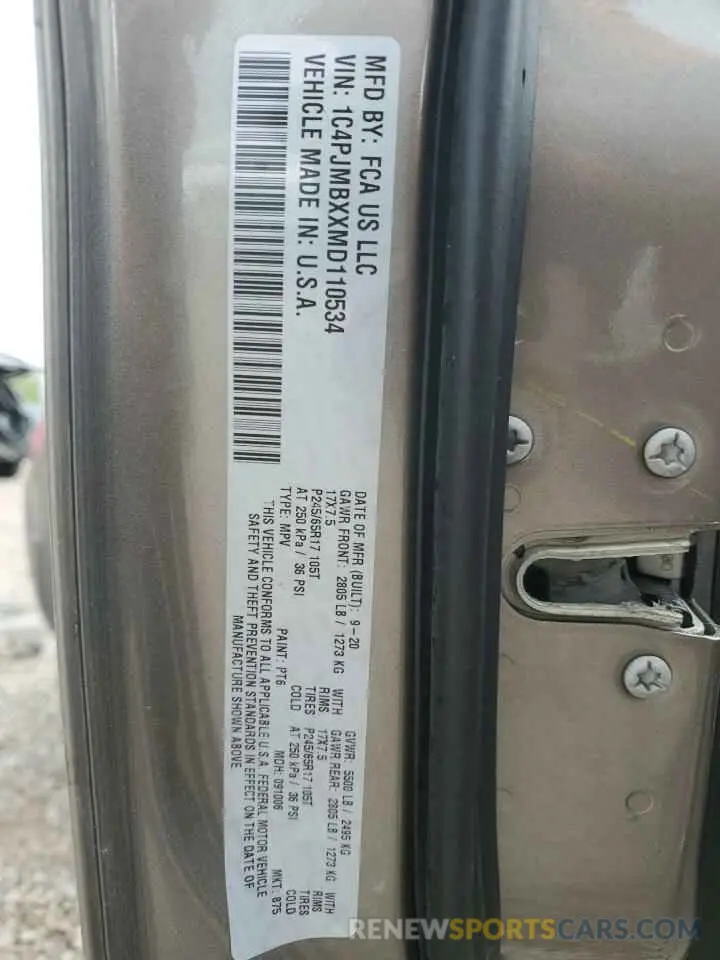 MFD BY: FCA US LLC
VIN: 1C4PJMBXXMD110534
VEHICLE MADE IN: U.S.A.
DATE OF MFR (BUILT): 9-20 GVWR: 5500 LB / 2495 KG
GAWR FRONT: 2805 LB / 1273 KG WITH GAWR REAR: 2805 LB / 1273 KG WITH
17X7.5 RIMS 17X7.5 RIMS
P245/65R17 105T TIRES P245/65R17 105T TIRES
AT 250 kPa / 36 PSI COLD AT 250 kPa / 36 PSI COLD
TYPE: MPV PAINT: PT6 MDH: 091006 MKT: 875
THIS VEHICLE CONFORMS TO ALL APPLICABLE U.S.A. FEDERAL MOTOR VEHICLE
SAFETY AND THEFT PREVENTION STANDARDS IN EFFECT ON THE DATE OF
MANUFACTURE SHOWN ABOVE
RENEWSPORTSCARS.COM